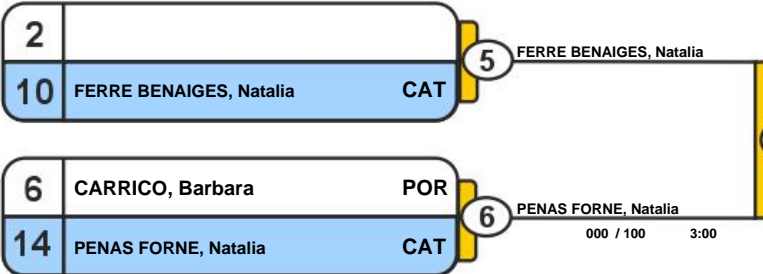 2
10 FERRE BENAIGES, Natalia CAT
5
FERRE BENAIGES, Natalia
6 CARRICO, Barbara POR
14 PENAS FORNE, Natalia CAT
6
PENAS FORNE, Natalia
000 / 100 3:00